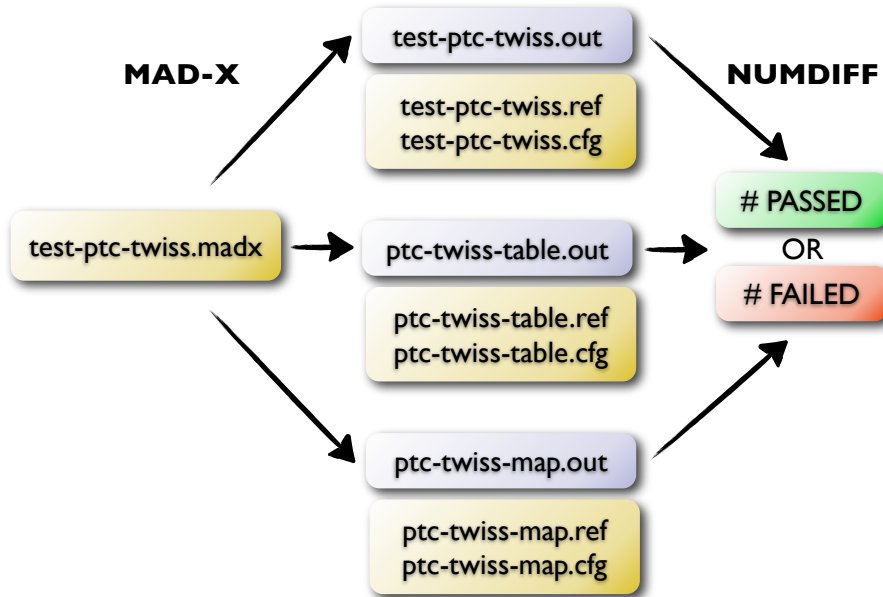 test-ptc-twiss.out
MAD-X
NUMDIFF
test-ptc-twiss.ref
test-ptc-twiss.cfg
# PASSED
test-ptc-twiss.madx
ptc-twiss-table.out
OR
# FAILED
ptc-twiss-table.ref
ptc-twiss-table.cfg
ptc-twiss-map.out
ptc-twiss-map.ref
ptc-twiss-map.cfg